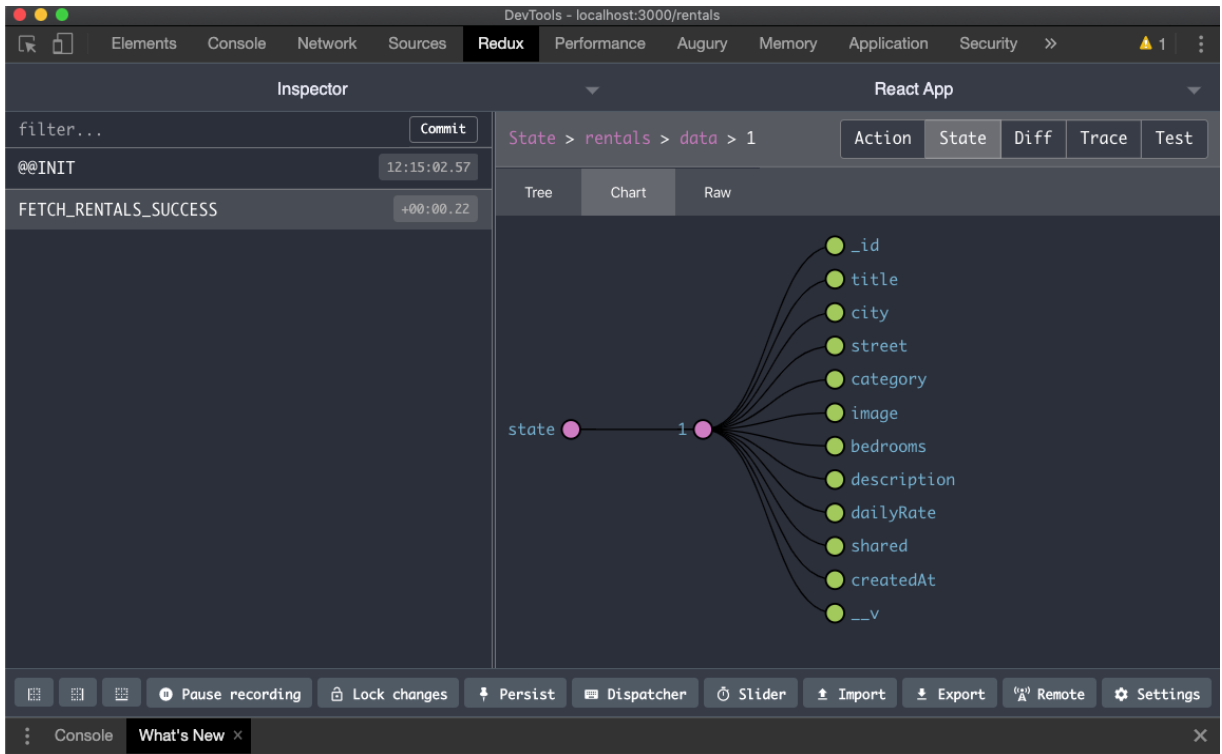 DevTools - localhost:3000/rentals
Elements Console Network Sources Redux Performance Augury Memory Application Security » 1
Inspector React App
filter... Commit
State > rentals > data > 1 Action State Diff Trace Test
@@INIT 12:15:02.57
Tree Chart Raw
FETCH_RENTALS_SUCCESS +00:00.22
_id
title
city
street
category
image
state 1
bedrooms
description
dailyRate
shared
createdAt
__v
Pause recording Lock changes Persist Dispatcher Slider Import Export Remote Settings
Console What's New ×